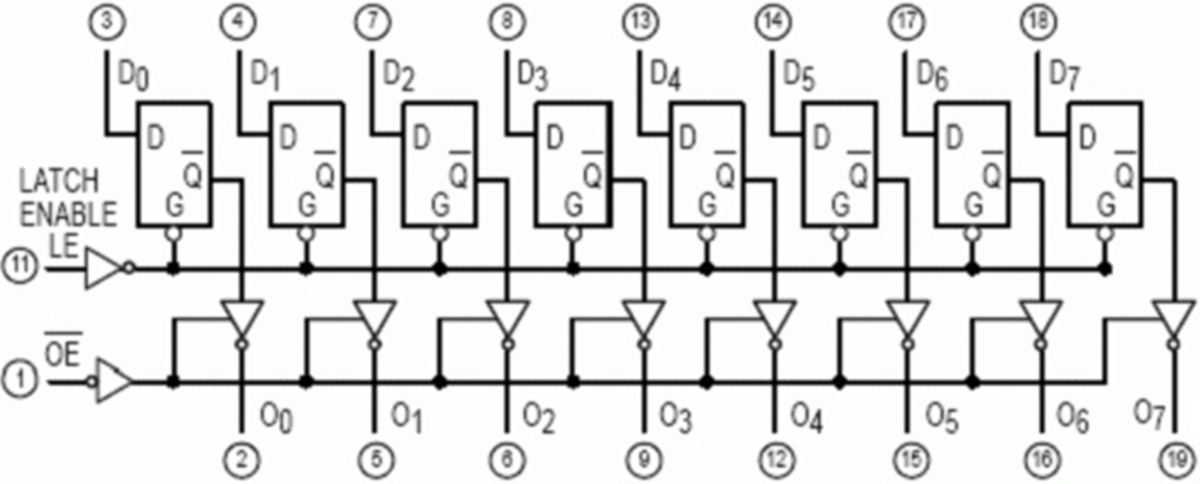 3 4 7 8 13 14 17 18
D0 D1 D2 D3 D4 D5 D6 D7
D D D D D D D D
Q̅ Q̅ Q̅ Q̅ Q̅ Q̅ Q̅ Q̅
LATCH
ENABLE
G G G G G G G G
LE
11
O̅E̅
1
O0 O1 O2 O3 O4 O5 O6 O7
2 5 6 9 12 15 16 19